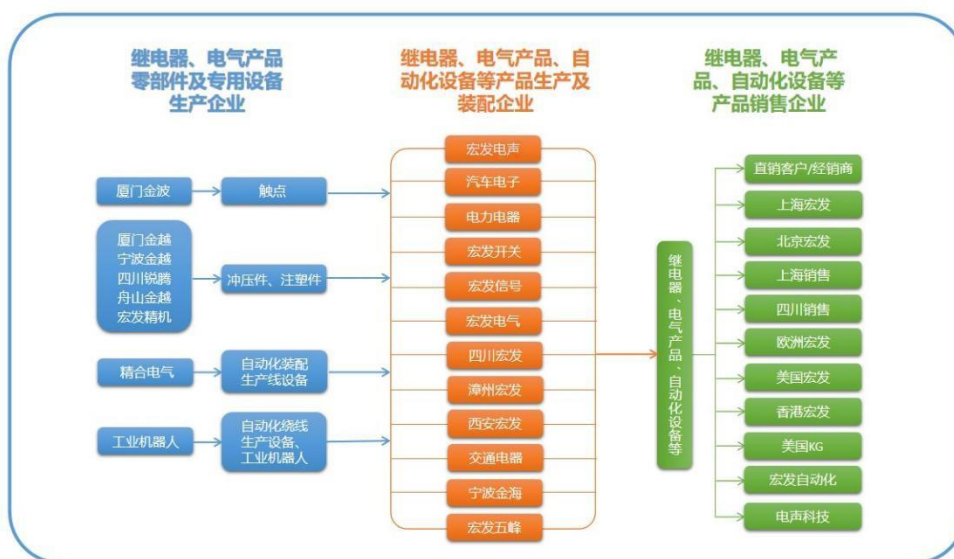 继电器、电气产品
零部件及专用设备
生产企业
继电器、电气产品、自
动化设备等产品生产及
装配企业
继电器、电气产
品、自动化设备等
产品销售企业
厦门金波
触点
厦门金越
宁波金越
四川锐腾
舟山金越
宏发精机
冲压件、注塑件
精合电气
自动化装配
生产线设备
工业机器人
自动化绕线
生产设备、
工业机器人
宏发电声
汽车电子
电力电器
宏发开关
宏发信号
宏发电气
四川宏发
漳州宏发
西安宏发
交通电器
宁波金海
宏发五峰
继电器、电气产品、自动化设备等
直销客户/经销商
上海宏发
北京宏发
上海销售
四川销售
欧洲宏发
美国宏发
香港宏发
美国KG
宏发自动化
电声科技